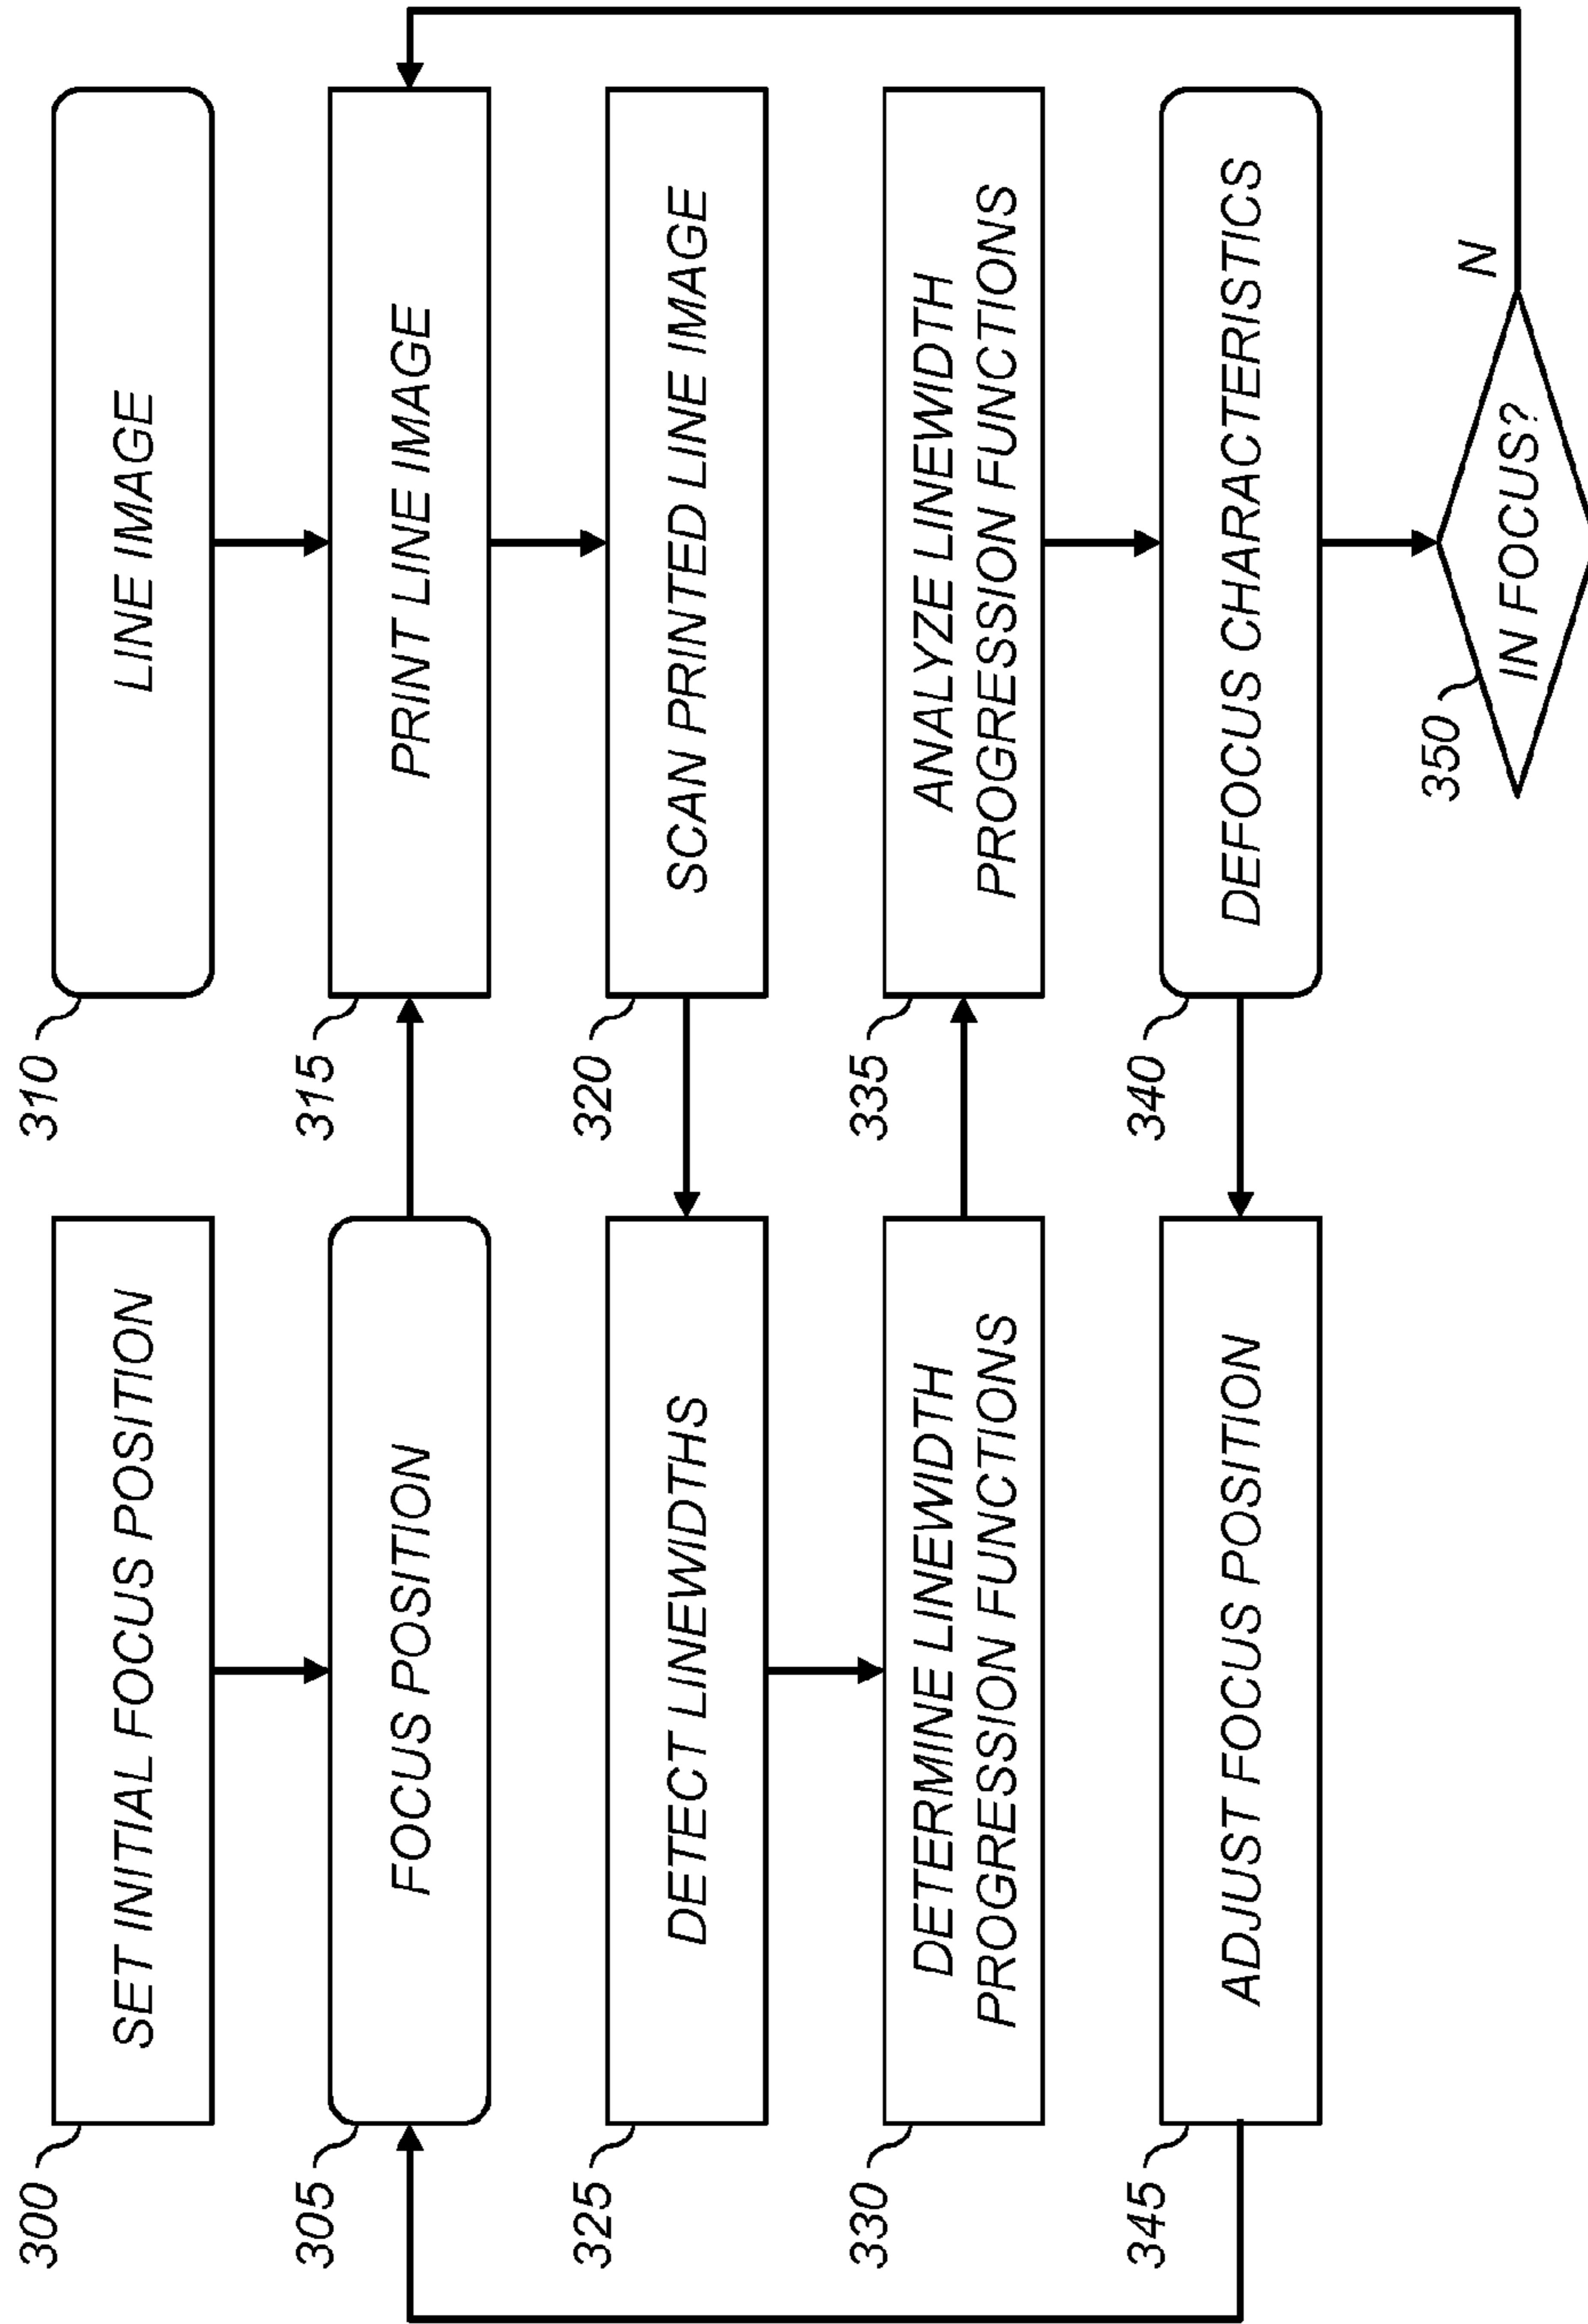 300
SET INITIAL FOCUS POSITION
310
LINE IMAGE
305
FOCUS POSITION
315
PRINT LINE IMAGE
325
DETECT LINEWIDTHS
320
SCAN PRINTED LINE IMAGE
330
DETERMINE LINEWIDTH
PROGRESSION FUNCTIONS
335
ANALYZE LINEWIDTH
PROGRESSION FUNCTIONS
345
ADJUST FOCUS POSITION
340
DEFOCUS CHARACTERISTICS
350
IN FOCUS?
N